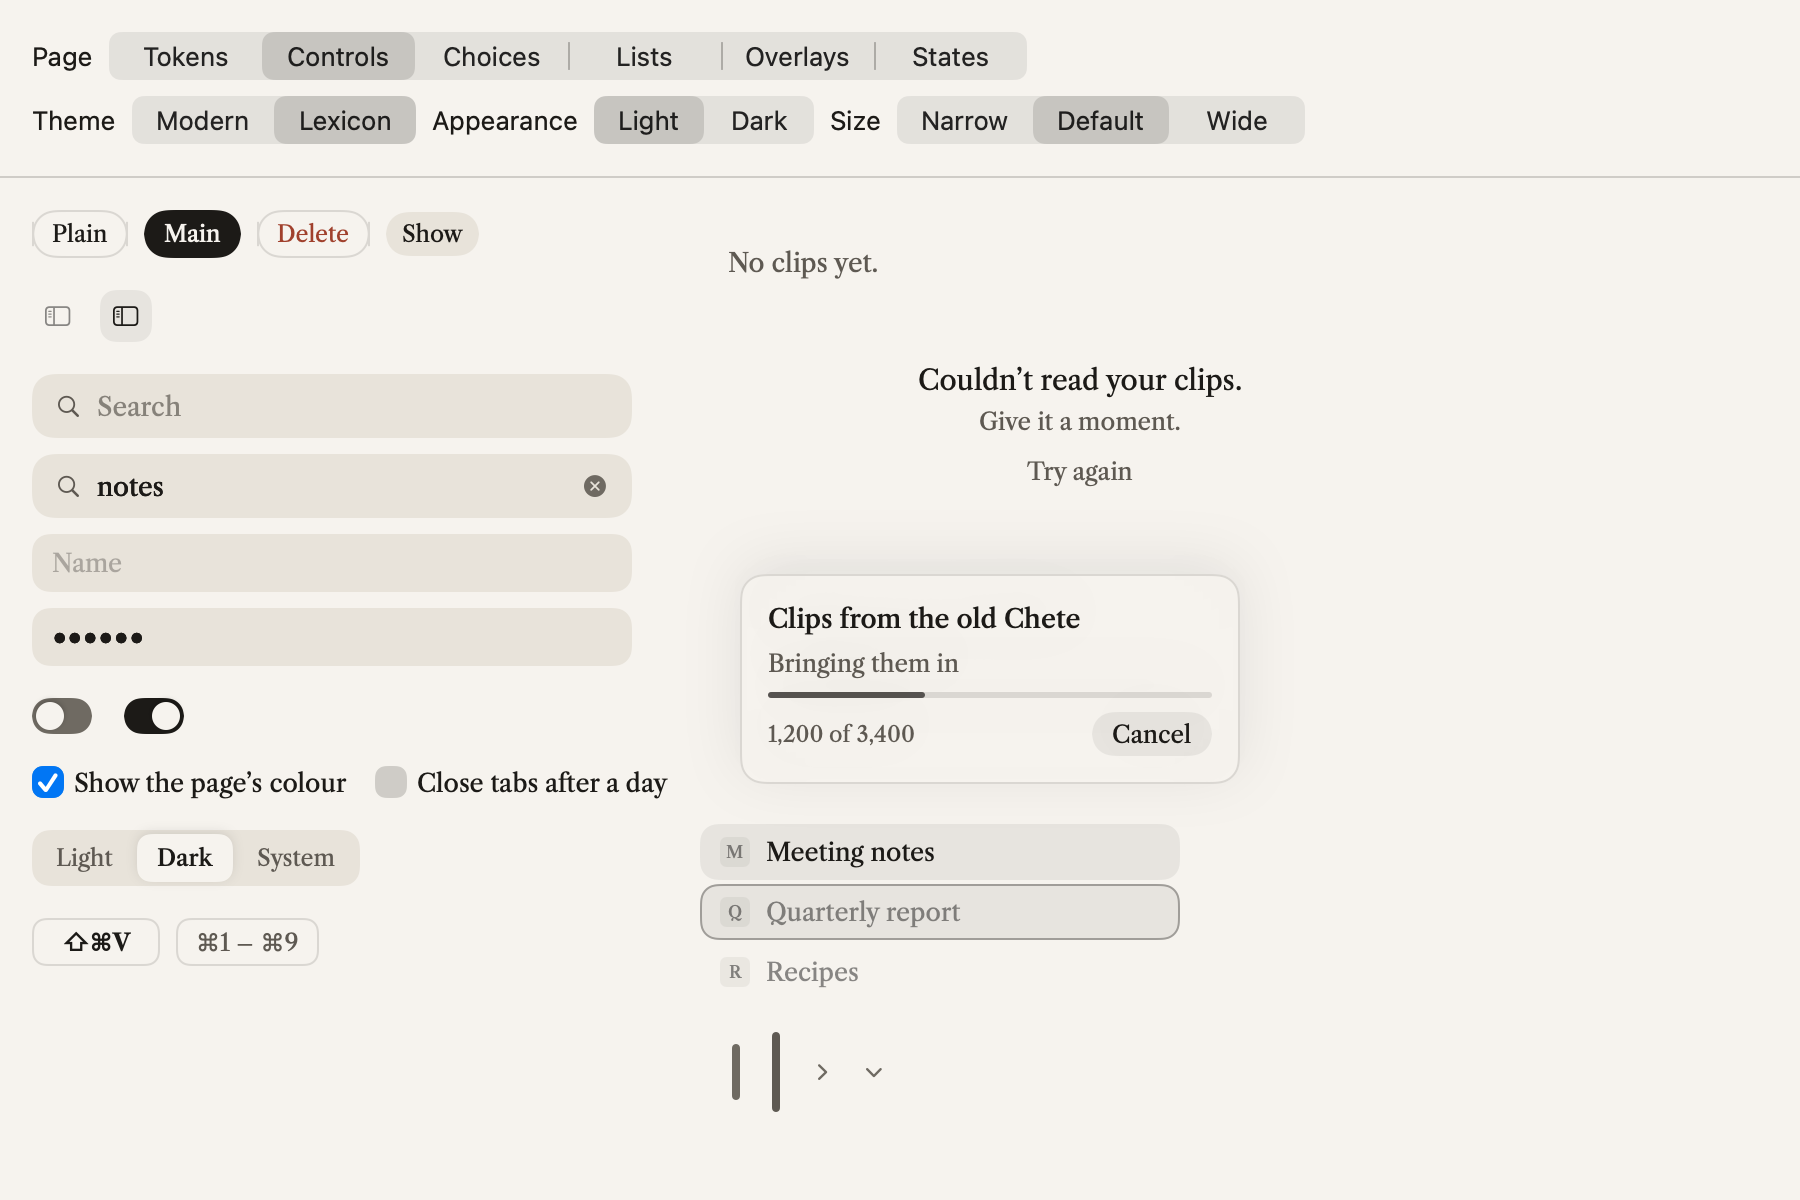 Page Tokens Controls Choices Lists Overlays States
Theme Modern Lexicon Appearance Light Dark Size Narrow Default Wide
Plain Main Delete Show
Search
notes
Name
Show the page’s colour Close tabs after a day
Light Dark System
⇧⌘V ⌘1 – ⌘9
No clips yet.
Couldn’t read your clips.
Give it a moment.
Try again
Clips from the old Chete
Bringing them in
1,200 of 3,400 Cancel
M Meeting notes
Q Quarterly report
R Recipes